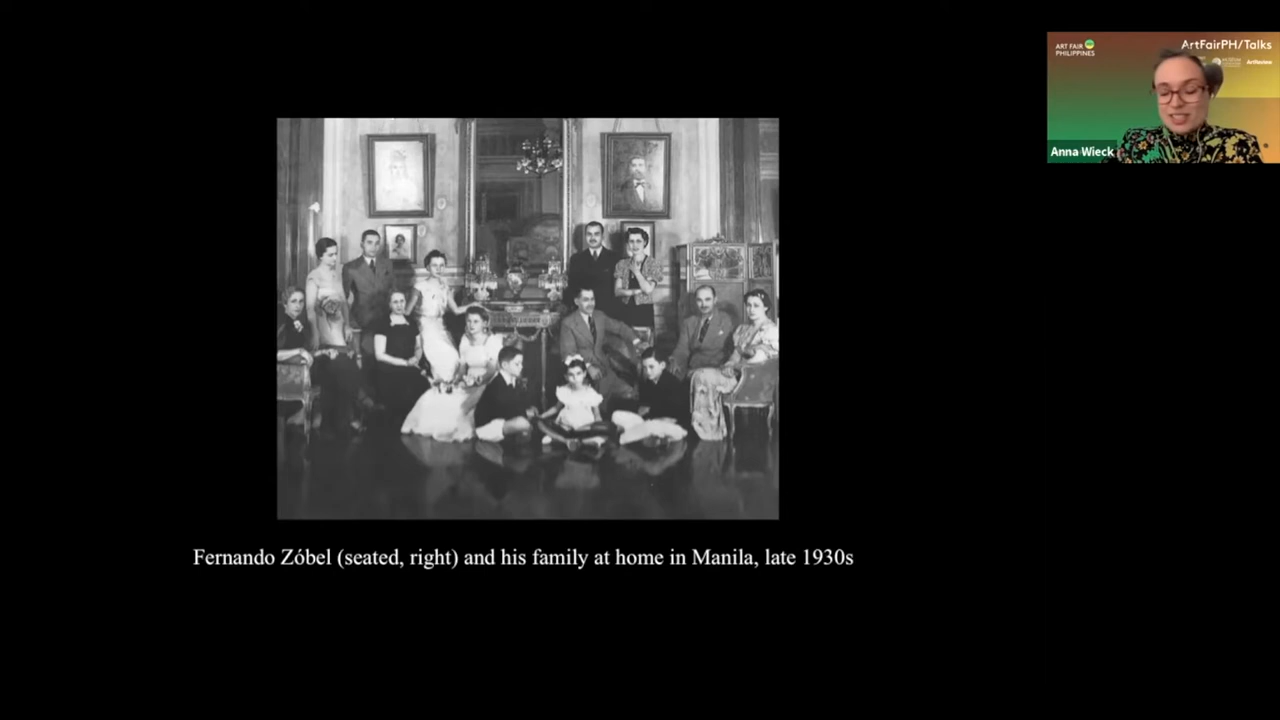 ART FAIR
PHILIPPINES
ArtFairPH/Talks
ArtReview
Anna Wieck
Fernando Zóbel (seated, right) and his family at home in Manila, late 1930s